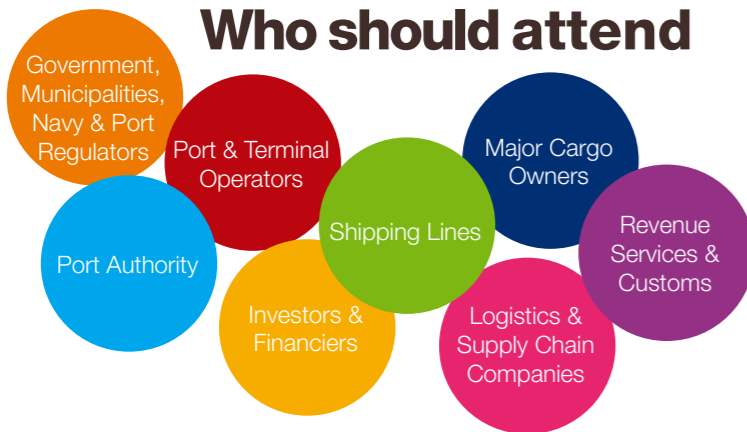 Who should attend
Government,
Municipalities,
Navy & Port
Regulators
Port & Terminal
Operators
Major Cargo
Owners
Shipping Lines
Revenue
Services &
Customs
Port Authority
Investors &
Financiers
Logistics &
Supply Chain
Companies